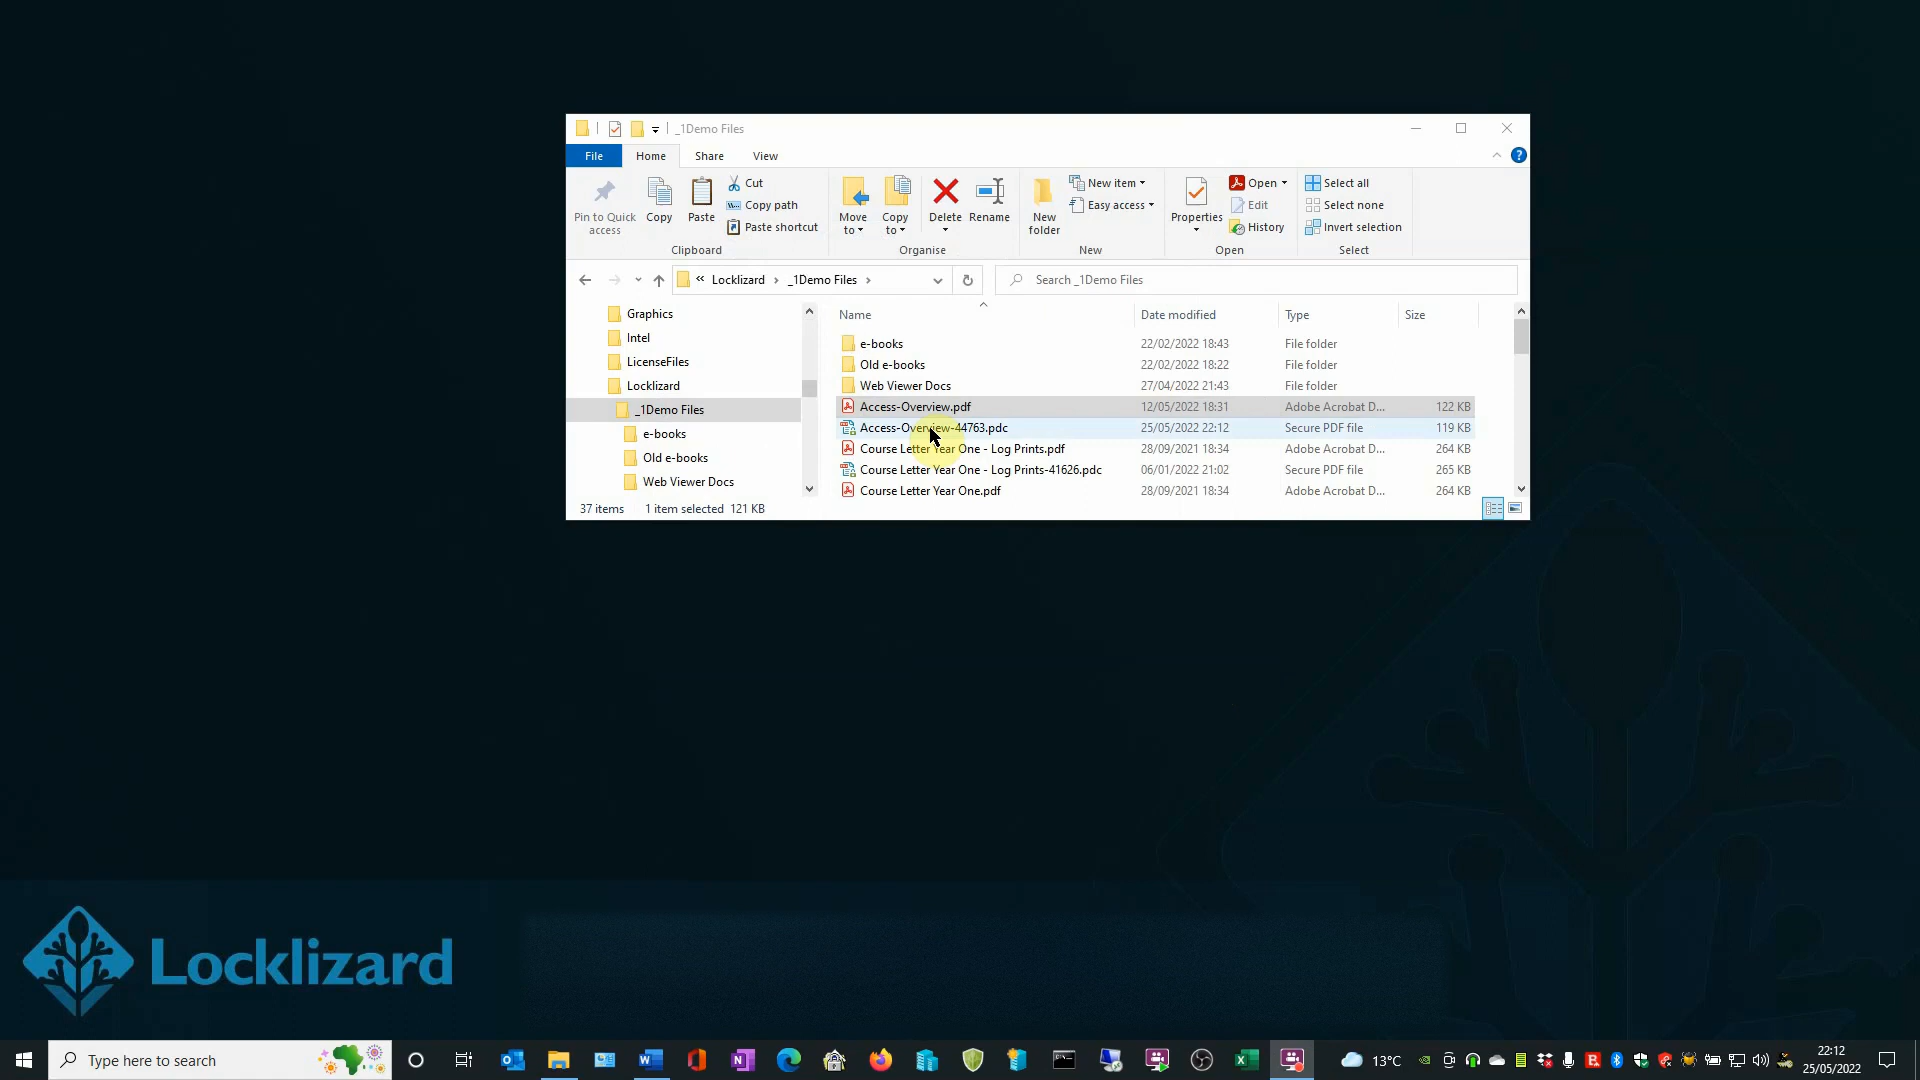 _1Demo Files
File Home Share View
Pin to Quick access
Copy
Paste
Cut
Copy path
Paste shortcut
Clipboard
Move to
Copy to
Delete
Rename
Organise
New folder
New item
Easy access
New
Properties
Open
Edit
History
Open
Select all
Select none
Invert selection
Select
« Locklizard > _1Demo Files >
Search _1Demo Files
Graphics
Intel
LicenseFiles
Locklizard
_1Demo Files
e-books
Old e-books
Web Viewer Docs
Name Date modified Type Size
e-books 22/02/2022 18:43 File folder
Old e-books 22/02/2022 18:22 File folder
Web Viewer Docs 27/04/2022 21:43 File folder
Access-Overview.pdf 12/05/2022 18:31 Adobe Acrobat D... 122 KB
Access-Overview-44763.pdc 25/05/2022 22:12 Secure PDF file 119 KB
Course Letter Year One - Log Prints.pdf 28/09/2021 18:34 Adobe Acrobat D... 264 KB
Course Letter Year One - Log Prints-41626.pdc 06/01/2022 21:02 Secure PDF file 265 KB
Course Letter Year One.pdf 28/09/2021 18:34 Adobe Acrobat D... 264 KB
37 items 1 item selected 121 KB
Locklizard
Type here to search
13°C
22:12
25/05/2022